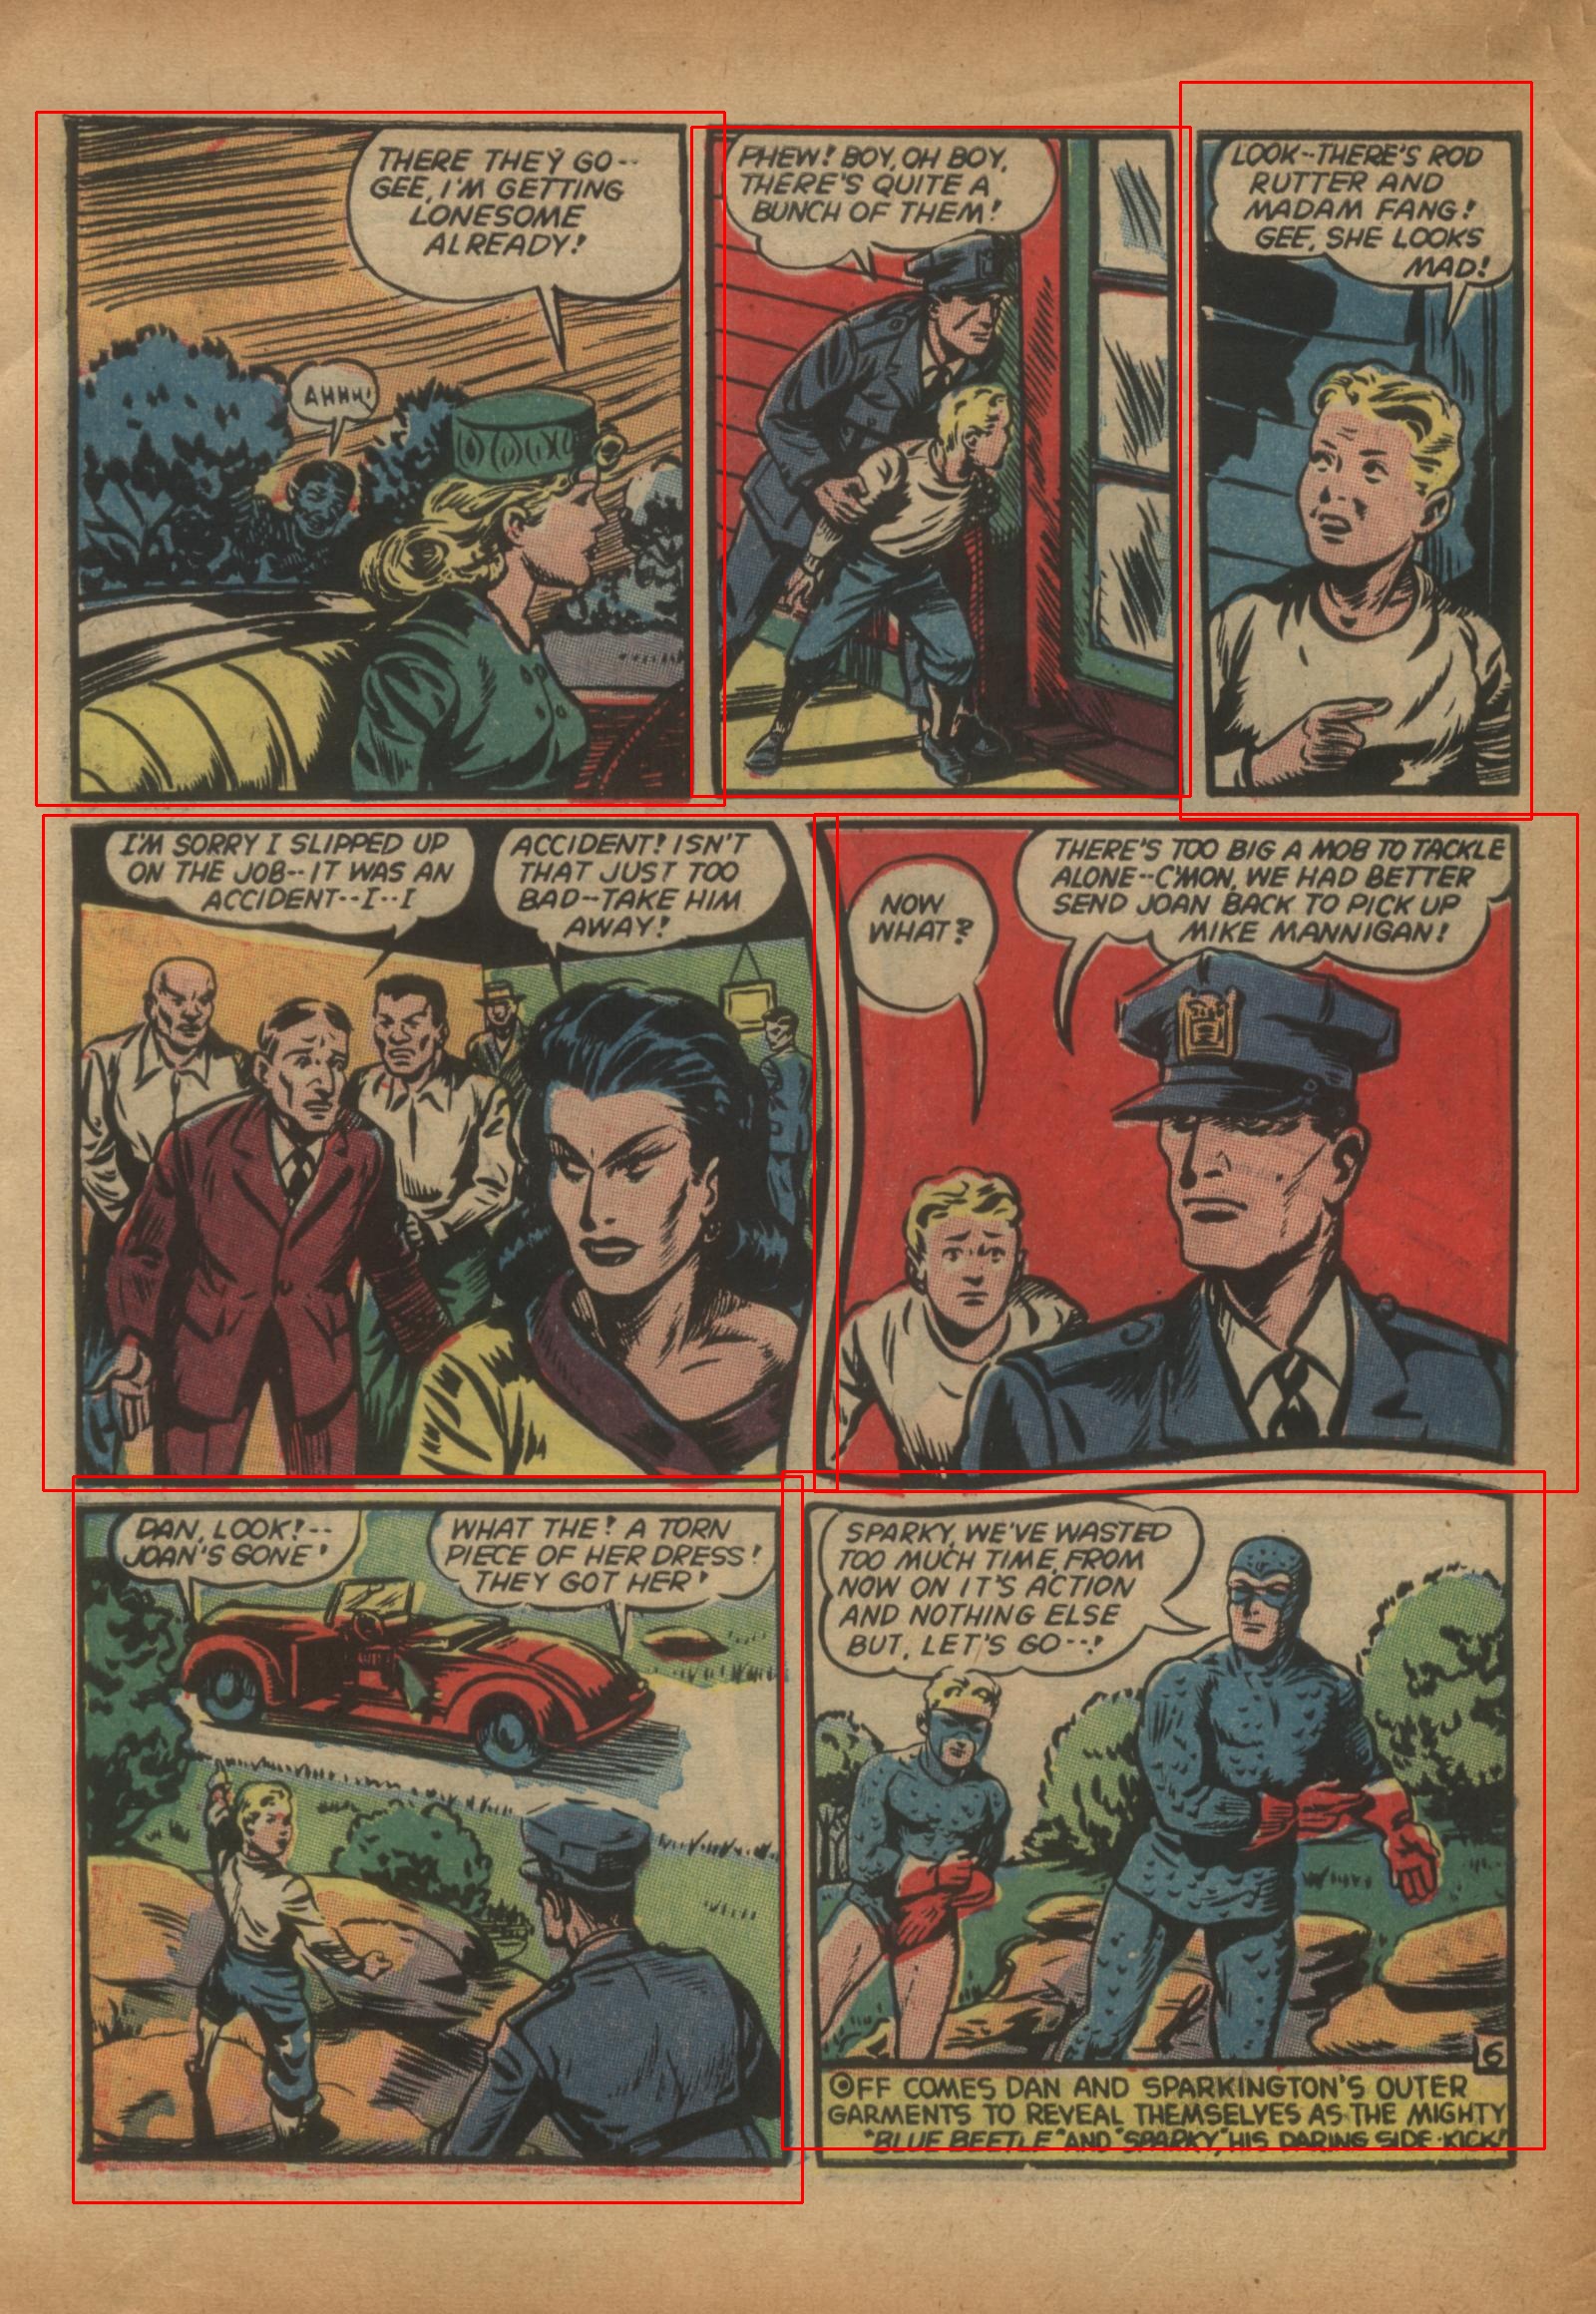 THERE THEY GO--
GEE, I'M GETTING
LONESOME
ALREADY!
AHHH!
PHEW! BOY, OH BOY,
THERE'S QUITE A
BUNCH OF THEM!
LOOK--THERE'S ROD
RUTTER AND
MADAM FANG!
GEE, SHE LOOKS
MAD!
I'M SORRY I SLIPPED UP
ON THE JOB--IT WAS AN
ACCIDENT--I--I
ACCIDENT! ISN'T
THAT JUST TOO
BAD--TAKE HIM
AWAY!
NOW
WHAT?
THERE'S TOO BIG A MOB TO TACKLE
ALONE--C'MON, WE HAD BETTER
SEND JOAN BACK TO PICK UP
MIKE MANNIGAN!
DAN, LOOK!--
JOAN'S GONE!
WHAT THE! A TORN
PIECE OF HER DRESS!
THEY GOT HER!
SPARKY, WE'VE WASTED
TOO MUCH TIME, FROM
NOW ON IT'S ACTION
AND NOTHING ELSE
BUT, LET'S GO--!
6
OFF COMES DAN AND SPARKINGTON'S OUTER
GARMENTS TO REVEAL THEMSELVES AS THE MIGHTY
"BLUE BEETLE" AND "SPARKY," HIS DARING SIDE-KICK!